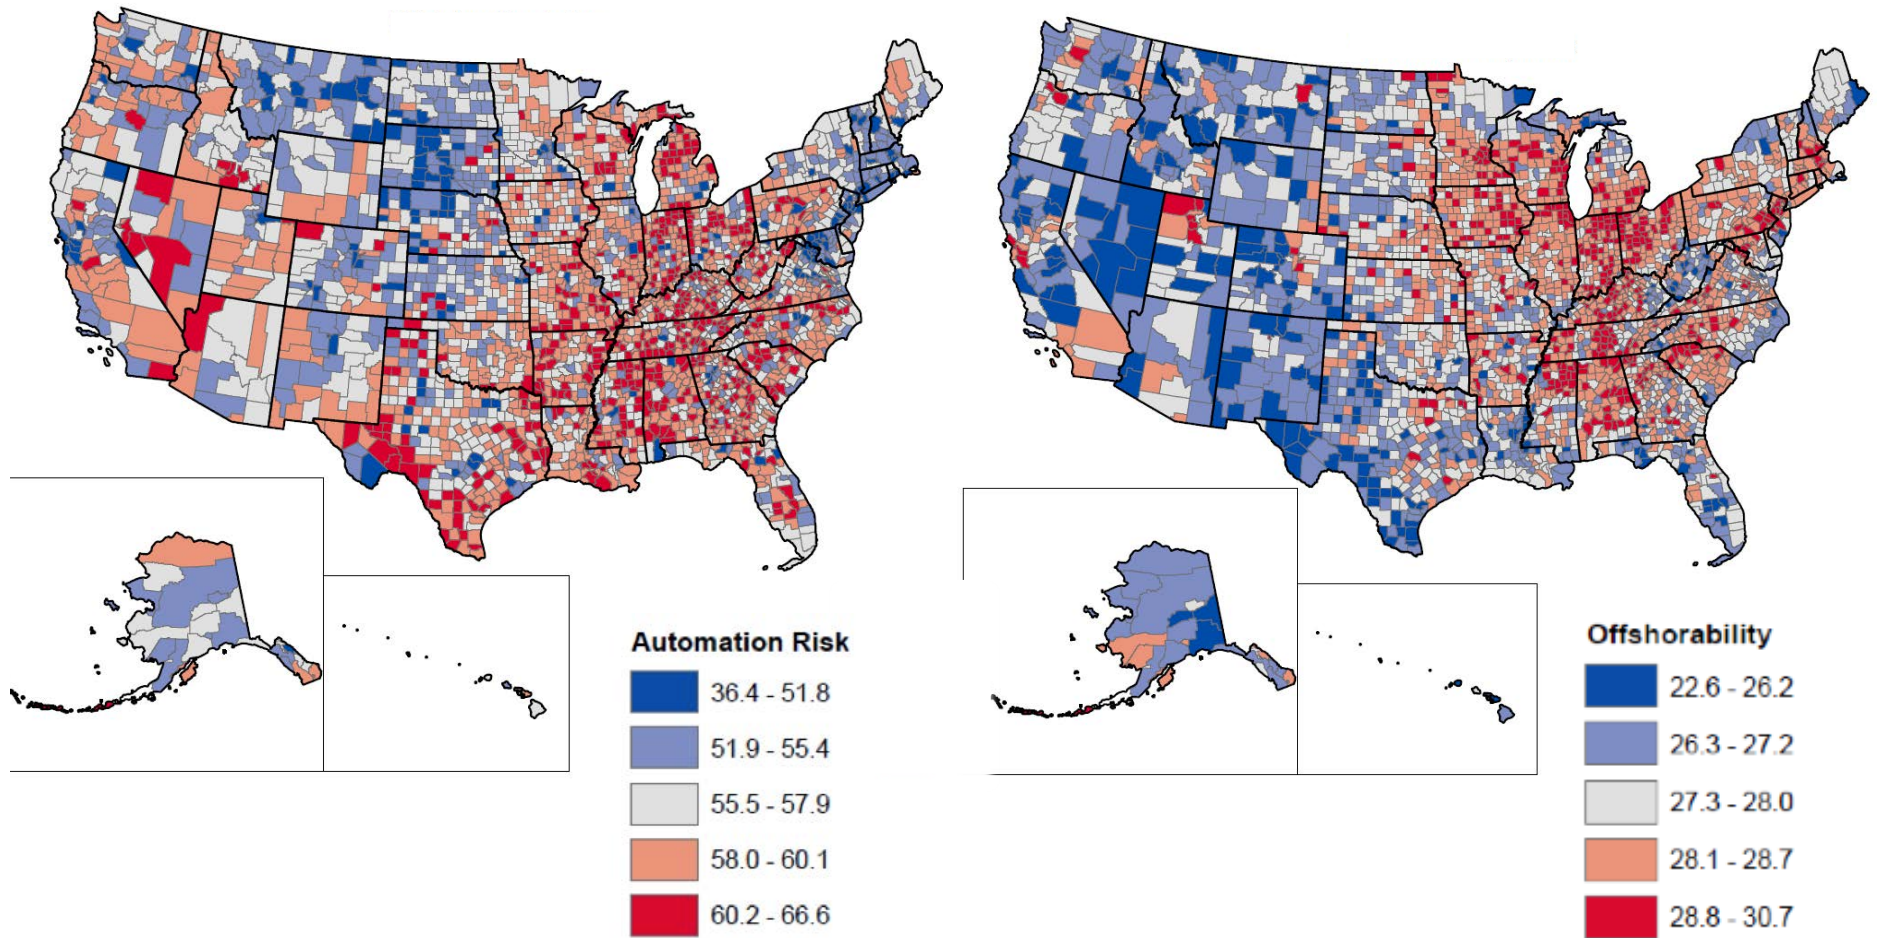 Automation Risk
36.4 - 51.8
51.9 - 55.4
55.5 - 57.9
58.0 - 60.1
60.2 - 66.6
Offshorability
22.6 - 26.2
26.3 - 27.2
27.3 - 28.0
28.1 - 28.7
28.8 - 30.7